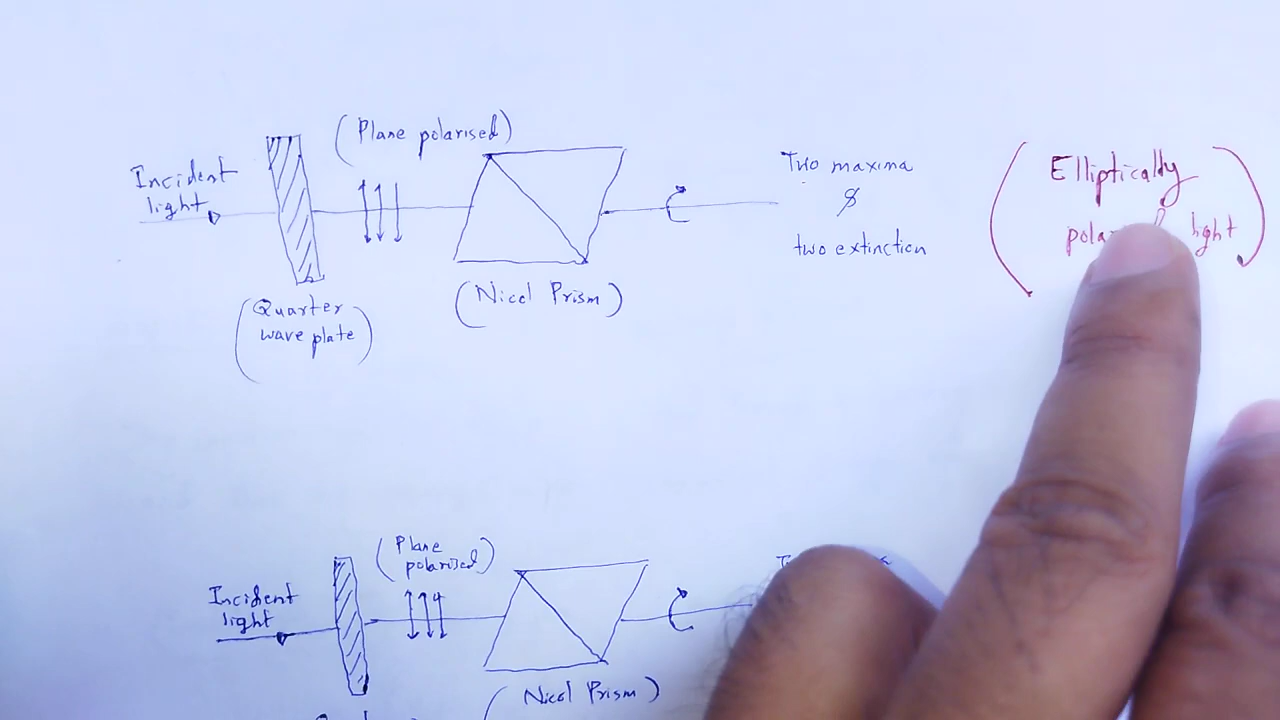 (Plane polarised)
Incident
light
(Quarter
wave plate)
(Nicol Prism)
Two maxima
&
two extinction
(Elliptically
light)
(Plane
polarised)
Incident
light
(Nicol Prism)